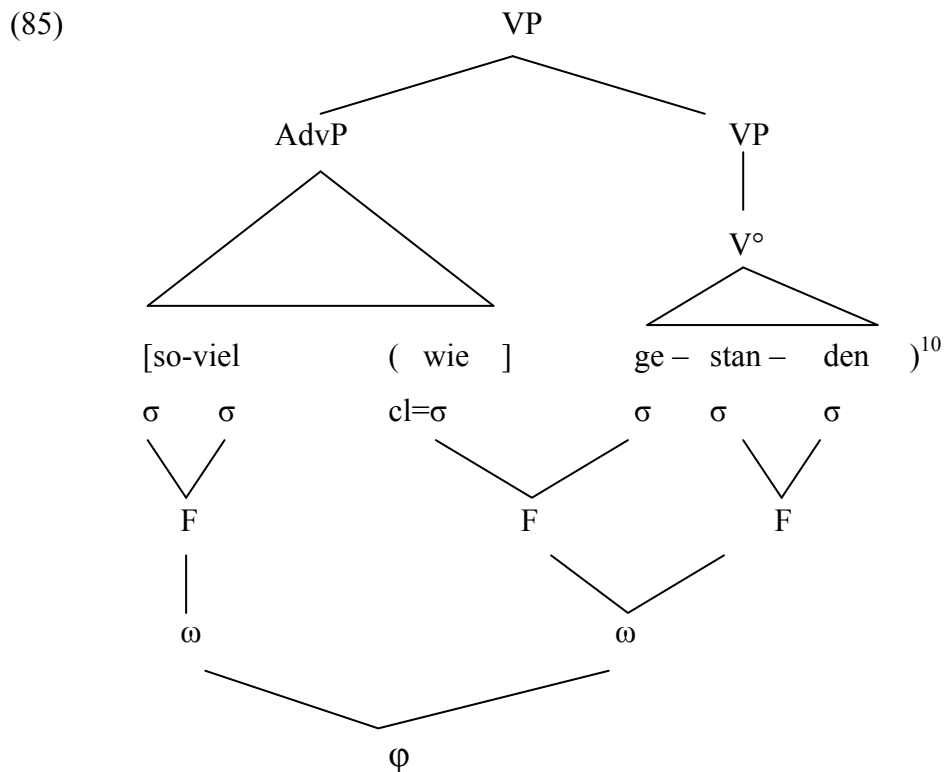 (85) VP
AdvP VP
V°
[so-viel ( wie ] ge – stan – den )¹⁰
σ σ cl=σ σ σ σ
F F F
ω ω
φ